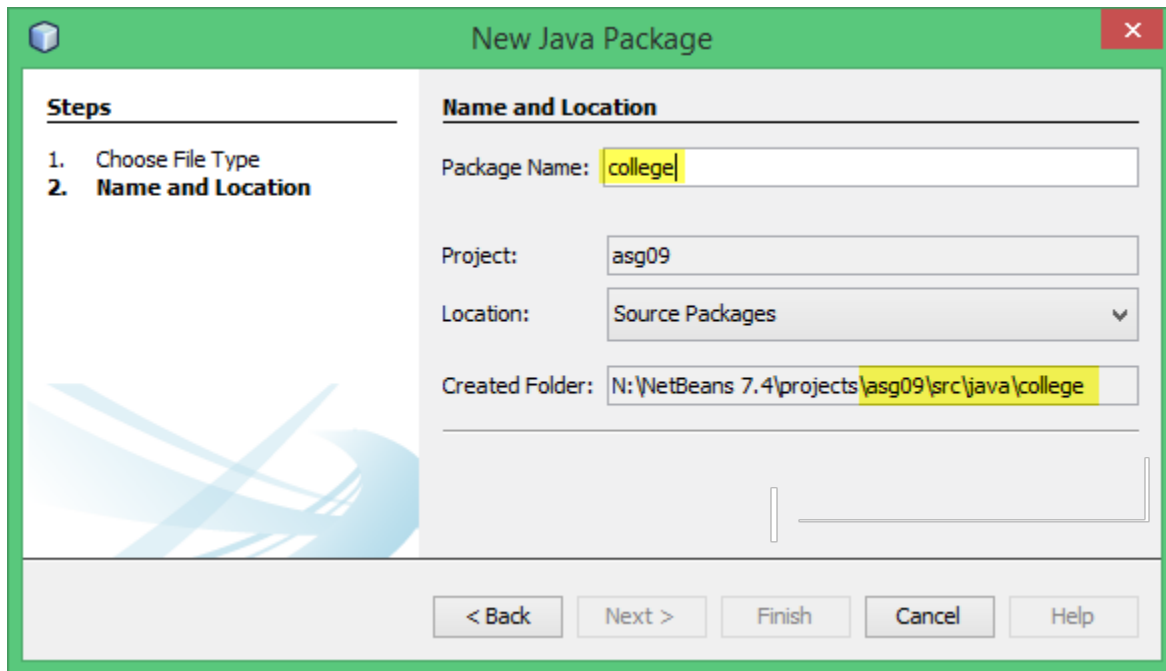 New Java Package
Steps
1. Choose File Type
2. Name and Location
Name and Location
Package Name: college
Project: asg09
Location: Source Packages
Created Folder: N:\NetBeans 7.4\projects\asg09\src\java\college
< Back Next > Finish Cancel Help